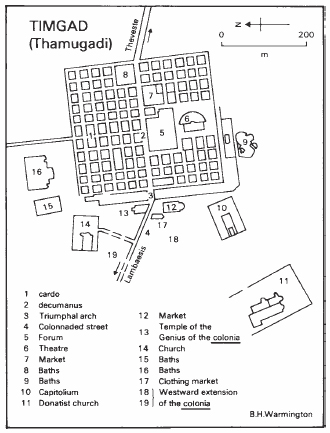 TIMGAD
(Thamugadi)
Theveste
N
0 200
m
8
7
6
1
2
5
9
16
3
15
13
12
14
4
17
10
19
18
Lambaesis
11
1 cardo
2 decumanus
3 Triumphal arch
4 Colonnaded street
5 Forum
6 Theatre
7 Market
8 Baths
9 Baths
10 Capitolium
11 Donatist church
12 Market
13 Temple of the
Genius of the colonia
14 Church
15 Baths
16 Baths
17 Clothing market
18 Westward extension
19 of the colonia
B.H.Warmington